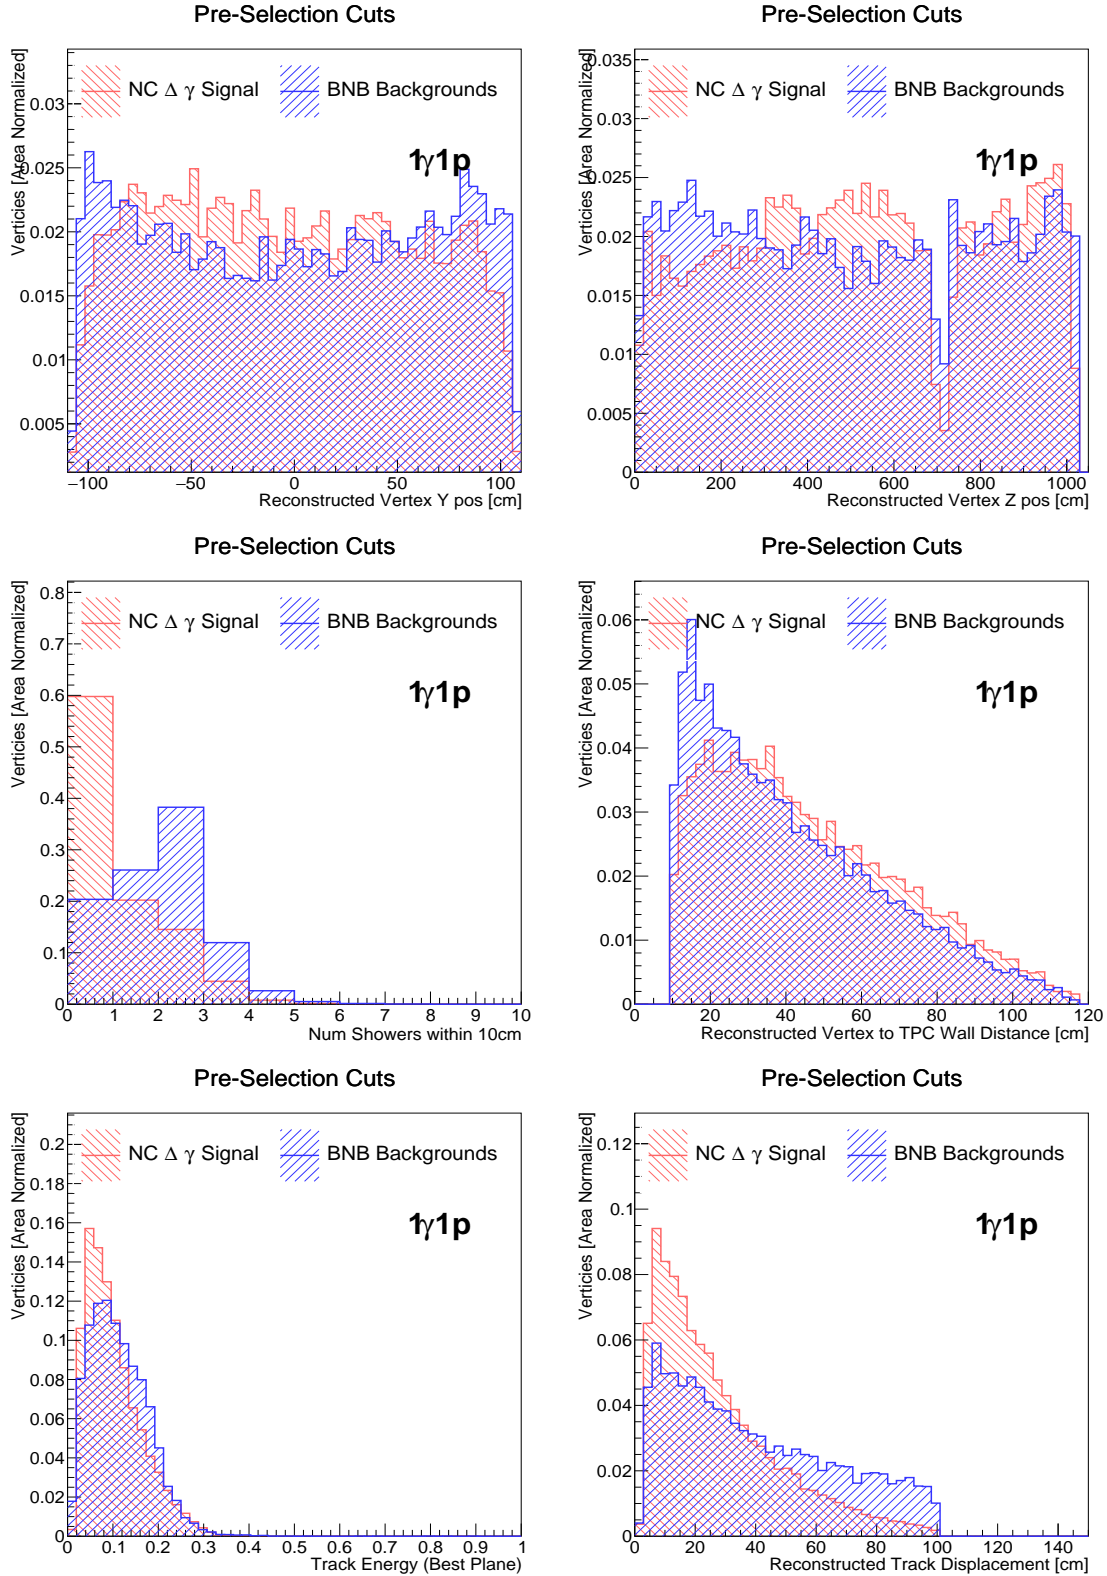 Pre-Selection Cuts
Verticies [Area Normalized]
NC Δ γ Signal
BNB Backgrounds
1γ1p
0.03
0.025
0.02
0.015
0.01
0.005
−100 −50 0 50 100
Reconstructed Vertex Y pos [cm]
Pre-Selection Cuts
Verticies [Area Normalized]
NC Δ γ Signal
BNB Backgrounds
1γ1p
0.035
0.03
0.025
0.02
0.015
0.01
0.005
0
0 200 400 600 800 1000
Reconstructed Vertex Z pos [cm]
Pre-Selection Cuts
Verticies [Area Normalized]
NC Δ γ Signal
BNB Backgrounds
1γ1p
0.8
0.7
0.6
0.5
0.4
0.3
0.2
0.1
0
0 1 2 3 4 5 6 7 8 9 10
Num Showers within 10cm
Pre-Selection Cuts
Verticies [Area Normalized]
NC Δ γ Signal
BNB Backgrounds
1γ1p
0.06
0.05
0.04
0.03
0.02
0.01
0
0 20 40 60 80 100 120
Reconstructed Vertex to TPC Wall Distance [cm]
Pre-Selection Cuts
Verticies [Area Normalized]
NC Δ γ Signal
BNB Backgrounds
1γ1p
0.2
0.18
0.16
0.14
0.12
0.1
0.08
0.06
0.04
0.02
0
0 0.1 0.2 0.3 0.4 0.5 0.6 0.7 0.8 0.9 1
Track Energy (Best Plane)
Pre-Selection Cuts
Verticies [Area Normalized]
NC Δ γ Signal
BNB Backgrounds
1γ1p
0.12
0.1
0.08
0.06
0.04
0.02
0
0 20 40 60 80 100 120 140
Reconstructed Track Displacement [cm]